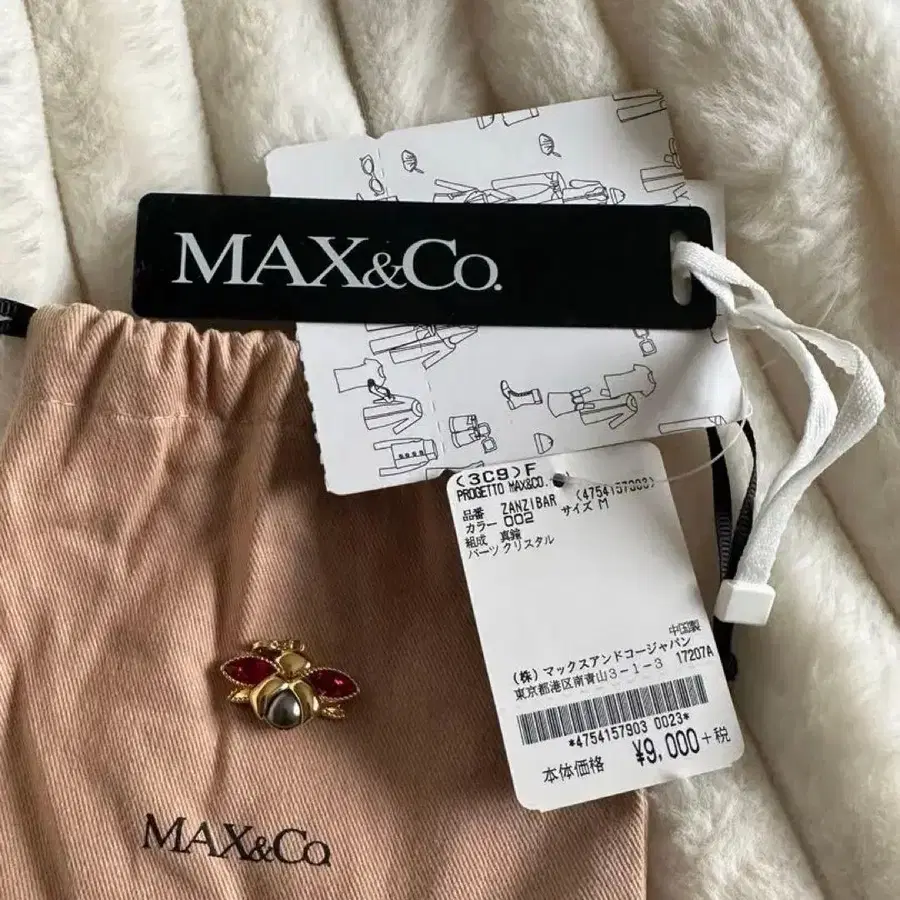 MAX&CO.
(3C9)F
PROGETTO MAX&CO. (4754157903)
品番 ZANZIBAR
カラー 002 サイズ M
組成 真鍮
パーツ クリスタル
中国製
(株)マックスアンドコージャパン
東京都港区南青山3-1-3 17207A
*4754157903 0023*
本体価格 ¥9,000+税
MAX&CO.